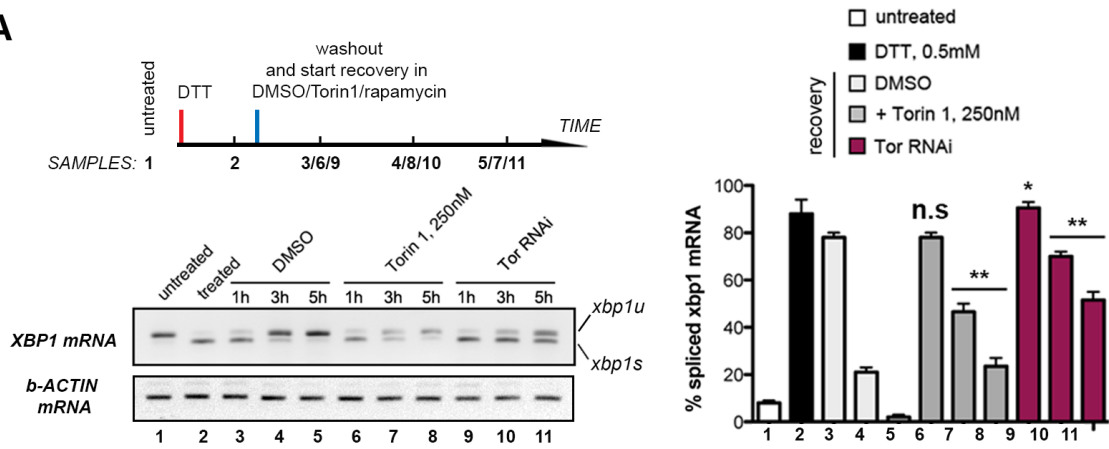 A
untreated
DTT
washout
and start recovery in
DMSO/Torin1/rapamycin
TIME
SAMPLES: 1 2 3/6/9 4/8/10 5/7/11
untreated
treated
DMSO
Torin 1, 250nM
Tor RNAi
1h 3h 5h 1h 3h 5h 1h 3h 5h
XBP1 mRNA
xbp1u
xbp1s
b-ACTIN
mRNA
1 2 3 4 5 6 7 8 9 10 11
untreated
DTT, 0.5mM
recovery
DMSO
+ Torin 1, 250nM
Tor RNAi
% spliced xbp1 mRNA
100
80
60
40
20
0
n.s
**
*
**
1 2 3 4 5 6 7 8 9 10 11